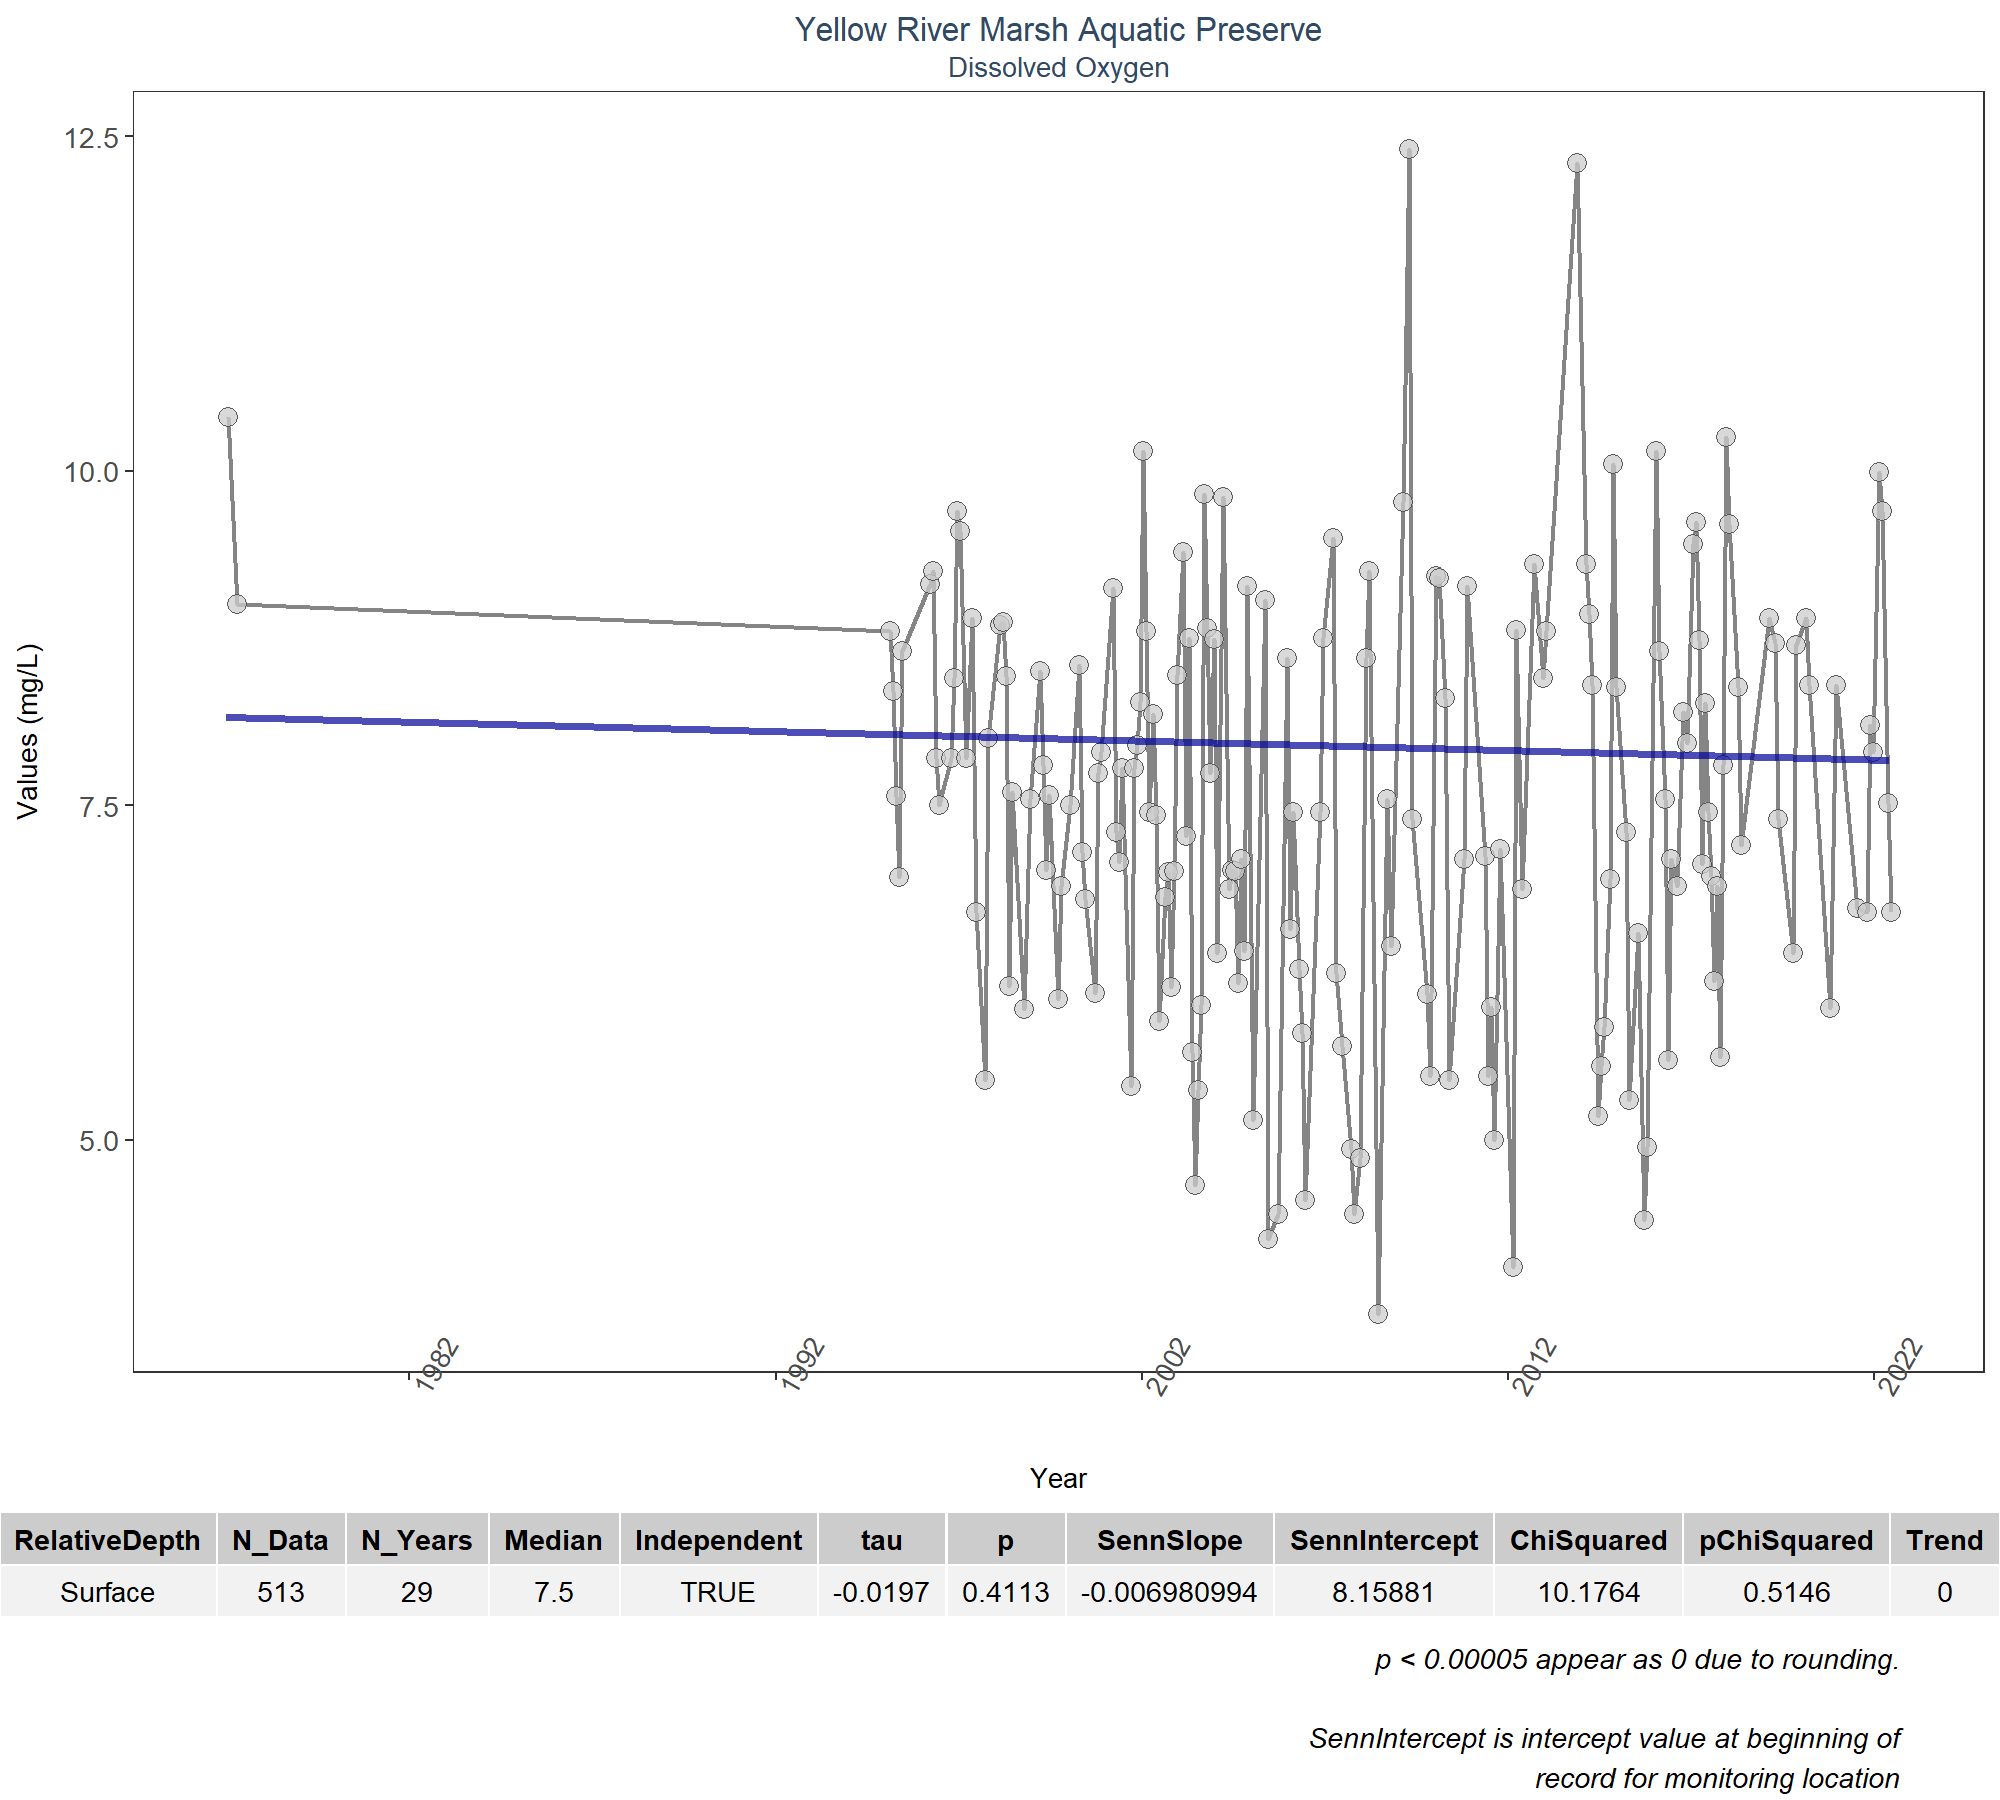 Yellow River Marsh Aquatic Preserve
Dissolved Oxygen
12.5
10.0
7.5
5.0
Values (mg/L)
1982
1992
2002
2012
2022
Year
RelativeDepth N_Data N_Years Median Independent tau p SennSlope SennIntercept ChiSquared pChiSquared Trend
Surface 513 29 7.5 TRUE -0.0197 0.4113 -0.006980994 8.15881 10.1764 0.5146 0
p < 0.00005 appear as 0 due to rounding.
SennIntercept is intercept value at beginning of
record for monitoring location